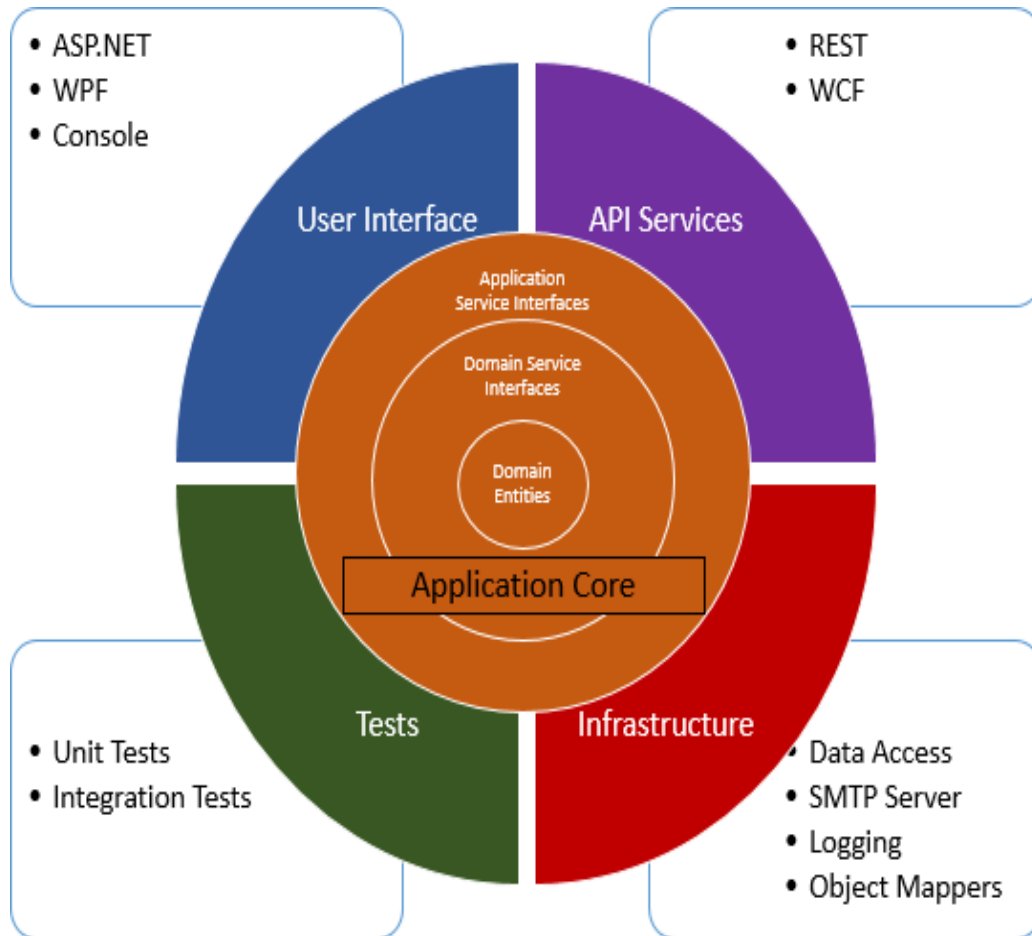 • ASP.NET
• WPF
• Console
• REST
• WCF
User Interface
API Services
Application
Service Interfaces
Domain Service
Interfaces
Domain
Entities
Application Core
Tests
Infrastructure
• Unit Tests
• Integration Tests
• Data Access
• SMTP Server
• Logging
• Object Mappers